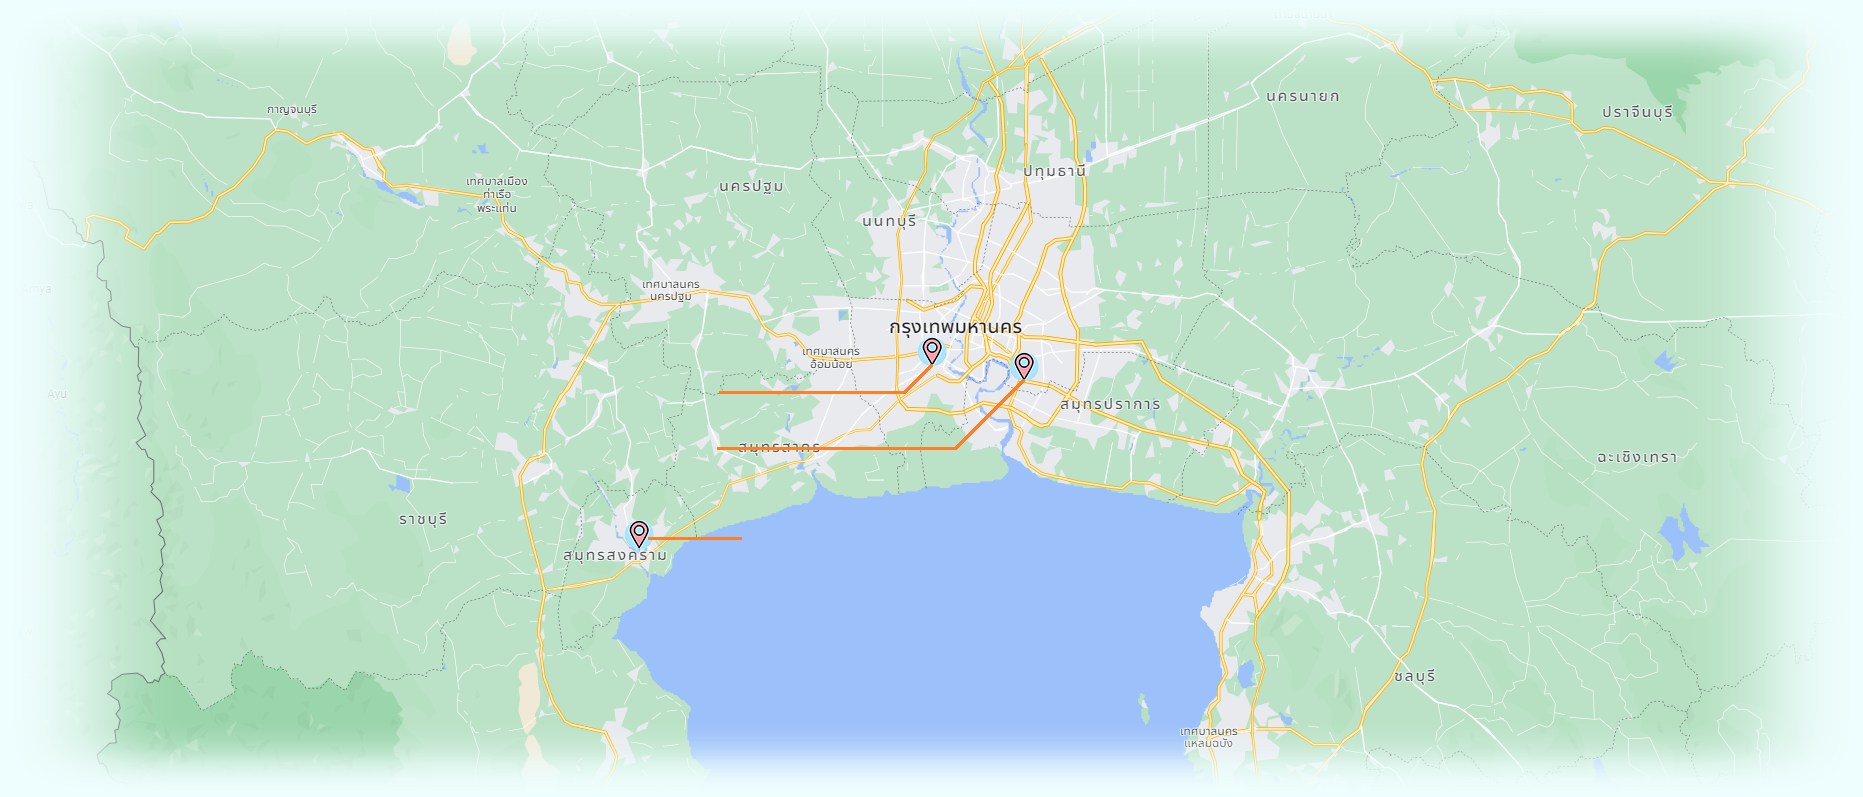 นครนายก
กาญจนบุรี
ปราจีนบุรี
ปทุมธานี
เทศบาลเมือง
ท่าเรือ
พระแท่น
นครปฐม
นนทบุรี
เทศบาลนคร
นครปฐม
กรุงเทพมหานคร
เทศบาลนคร
อ้อมน้อย
Ayu
สมุทรปราการ
สมุทรสาคร
ฉะเชิงเทรา
ราชบุรี
สมุทรสงคราม
ชลบุรี
เทศบาลนคร
แหลมฉบัง